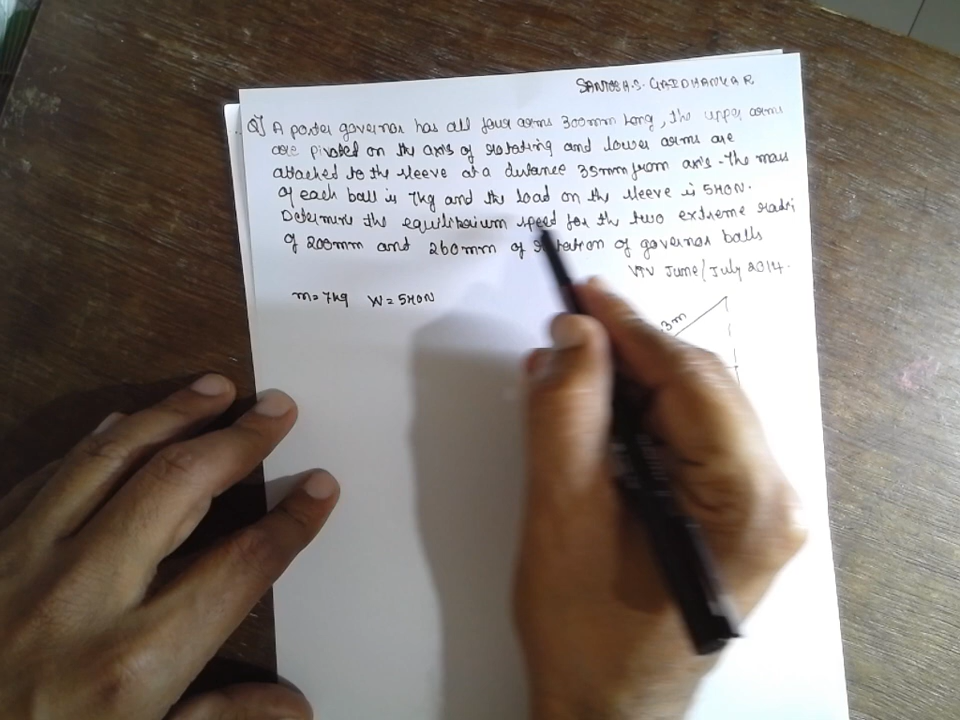 SANTOSH.S. GAIDHANKAR
Q] A porter governor has all four arms 300mm long, the upper arms
are pivoted on the axis of rotating and lower arms are
attached to the sleeve at a distance 35mm from axis. The mass
of each ball is 7kg and the load on the sleeve is 540N.
Determine the equilibrium speed for the two extreme radii
of 200mm and 260mm of rotation of governor balls
VTU June/July 2014.
m=7kg W=540N
3m